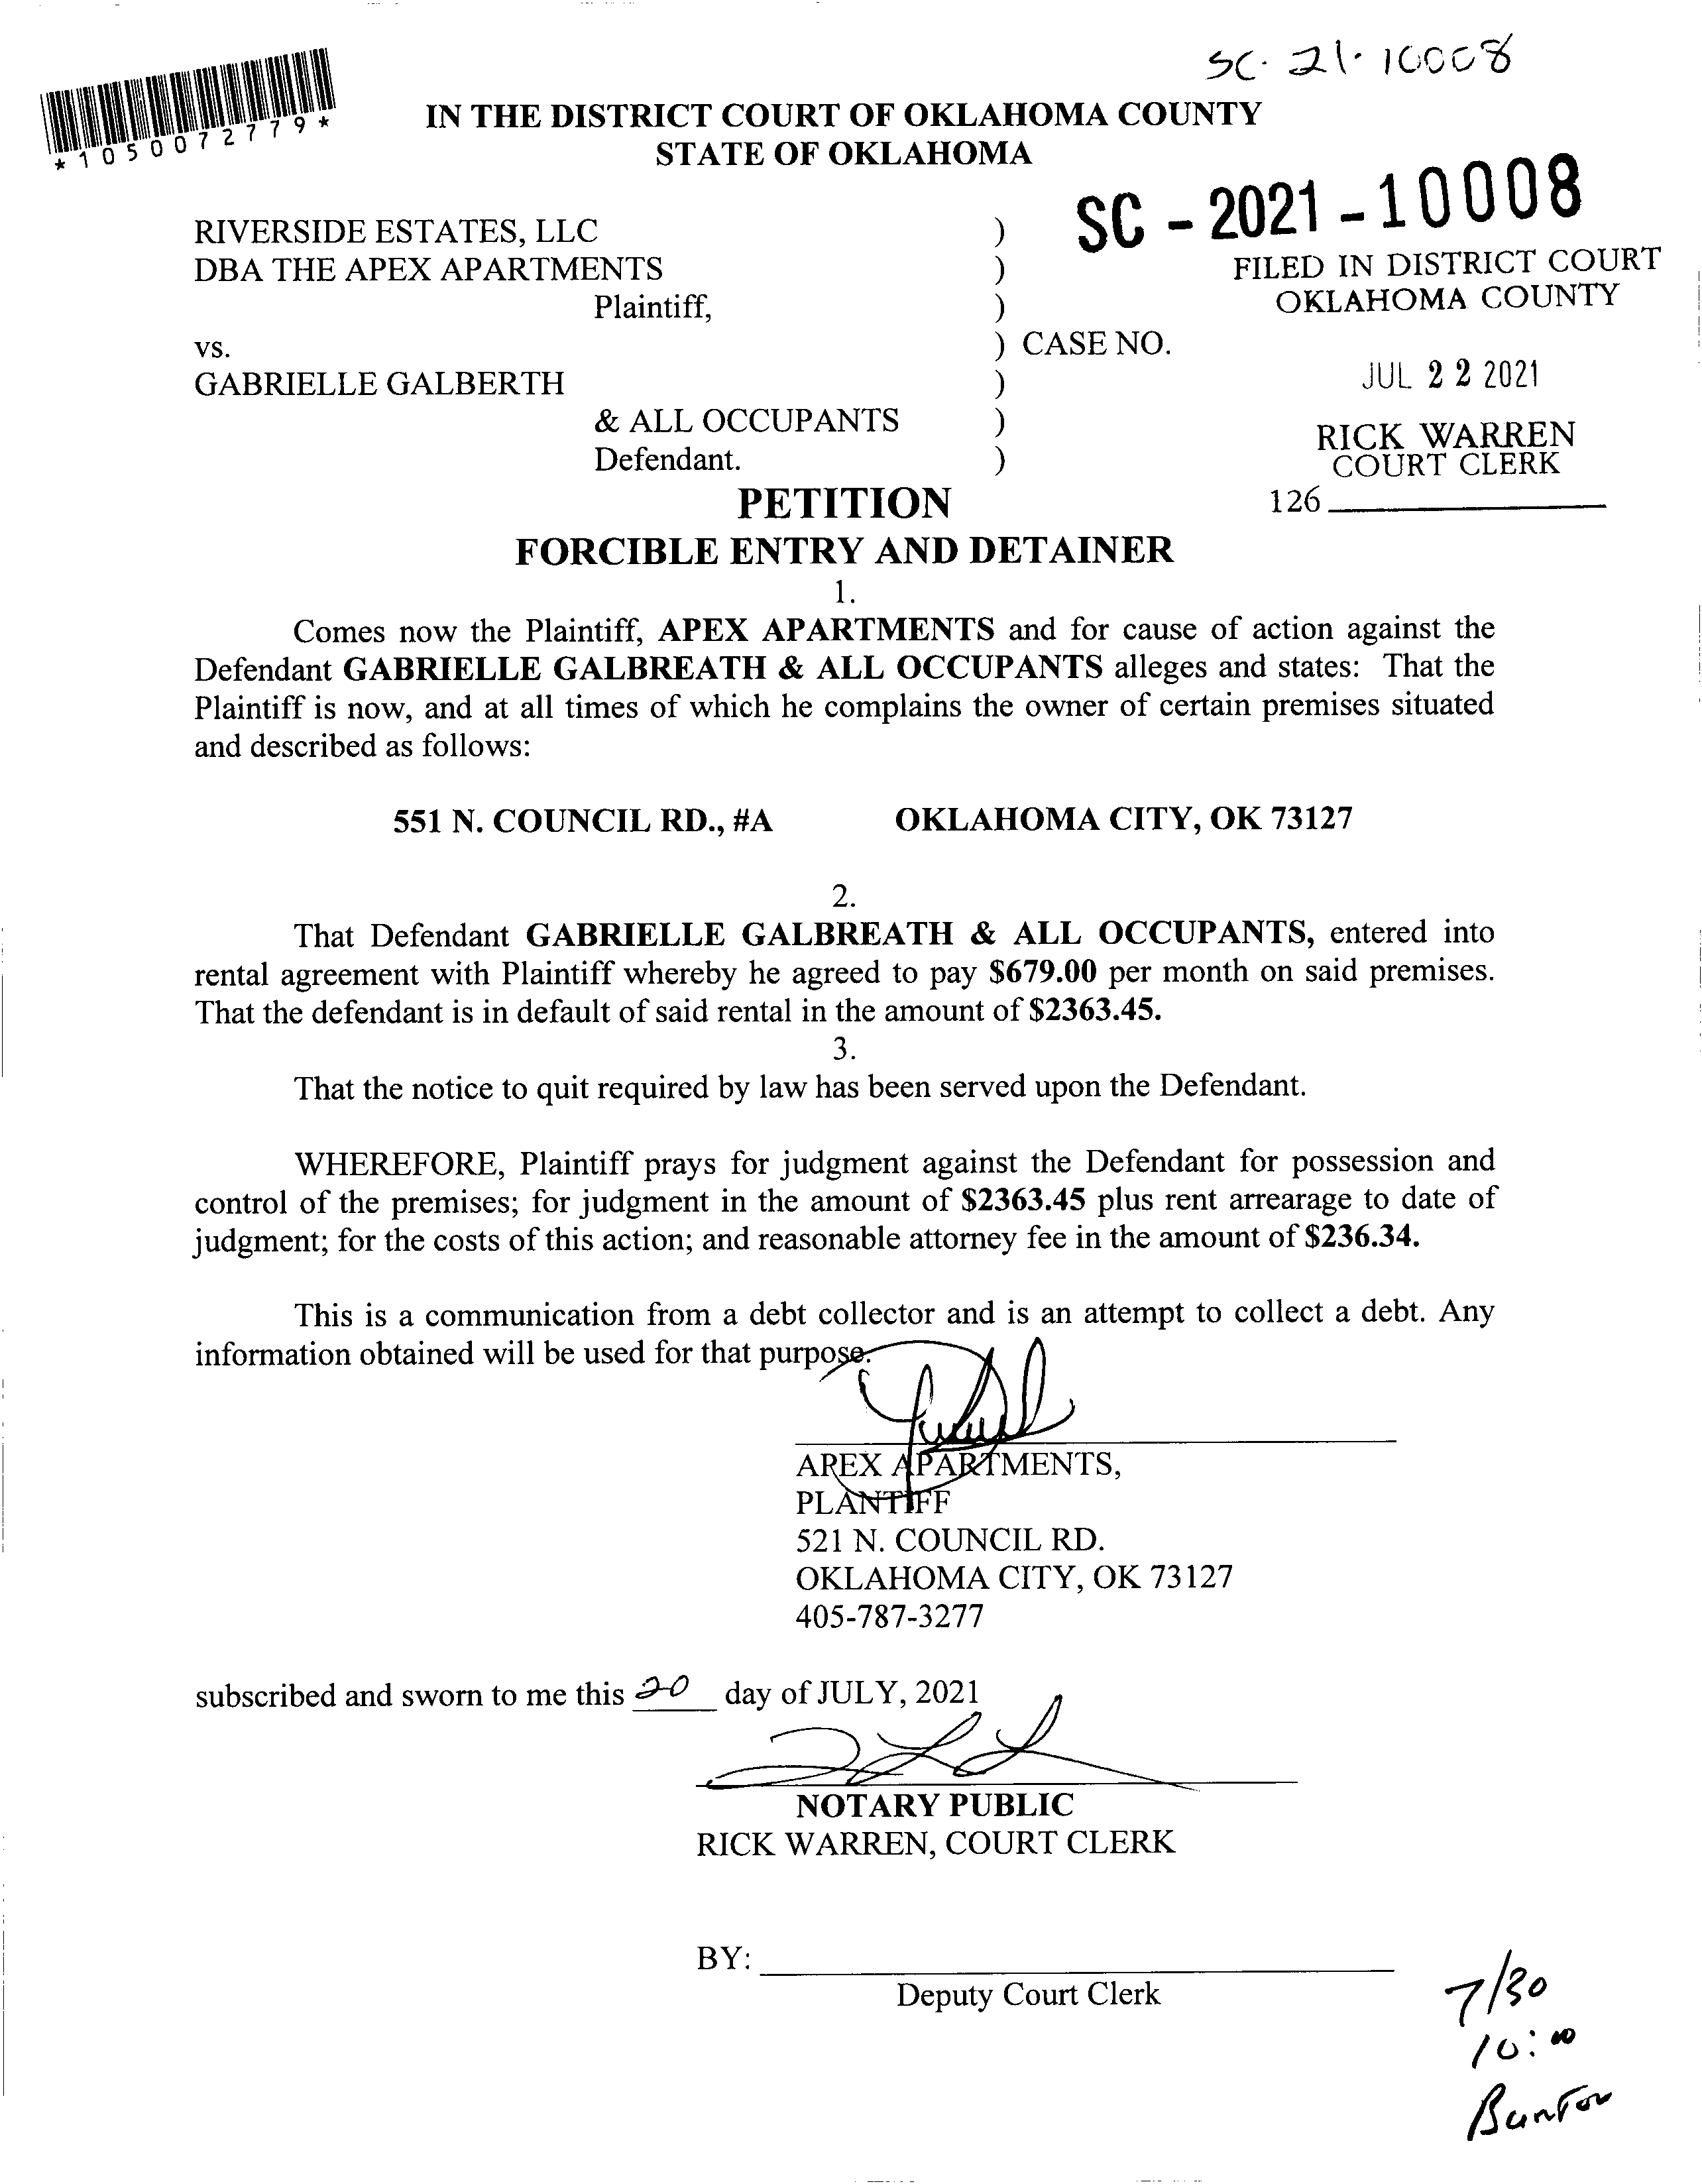 SC. 21. 10008
*1050072779*
IN THE DISTRICT COURT OF OKLAHOMA COUNTY
STATE OF OKLAHOMA
SC - 2021 - 10008
RIVERSIDE ESTATES, LLC )
DBA THE APEX APARTMENTS )
Plaintiff, )
vs. ) CASE NO.
GABRIELLE GALBERTH )
& ALL OCCUPANTS )
Defendant. )
FILED IN DISTRICT COURT
OKLAHOMA COUNTY
JUL 22 2021
RICK WARREN
COURT CLERK
126
PETITION
FORCIBLE ENTRY AND DETAINER
1.
Comes now the Plaintiff, APEX APARTMENTS and for cause of action against the
Defendant GABRIELLE GALBREATH & ALL OCCUPANTS alleges and states: That the
Plaintiff is now, and at all times of which he complains the owner of certain premises situated
and described as follows:
551 N. COUNCIL RD., #A OKLAHOMA CITY, OK 73127
2.
That Defendant GABRIELLE GALBREATH & ALL OCCUPANTS, entered into
rental agreement with Plaintiff whereby he agreed to pay $679.00 per month on said premises.
That the defendant is in default of said rental in the amount of $2363.45.
3.
That the notice to quit required by law has been served upon the Defendant.
WHEREFORE, Plaintiff prays for judgment against the Defendant for possession and
control of the premises; for judgment in the amount of $2363.45 plus rent arrearage to date of
judgment; for the costs of this action; and reasonable attorney fee in the amount of $236.34.
This is a communication from a debt collector and is an attempt to collect a debt. Any
information obtained will be used for that purpose.
APEX APARTMENTS,
PLANTIFF
521 N. COUNCIL RD.
OKLAHOMA CITY, OK 73127
405-787-3277
subscribed and sworn to me this 20 day of JULY, 2021
NOTARY PUBLIC
RICK WARREN, COURT CLERK
BY:
Deputy Court Clerk
7/30
10:00